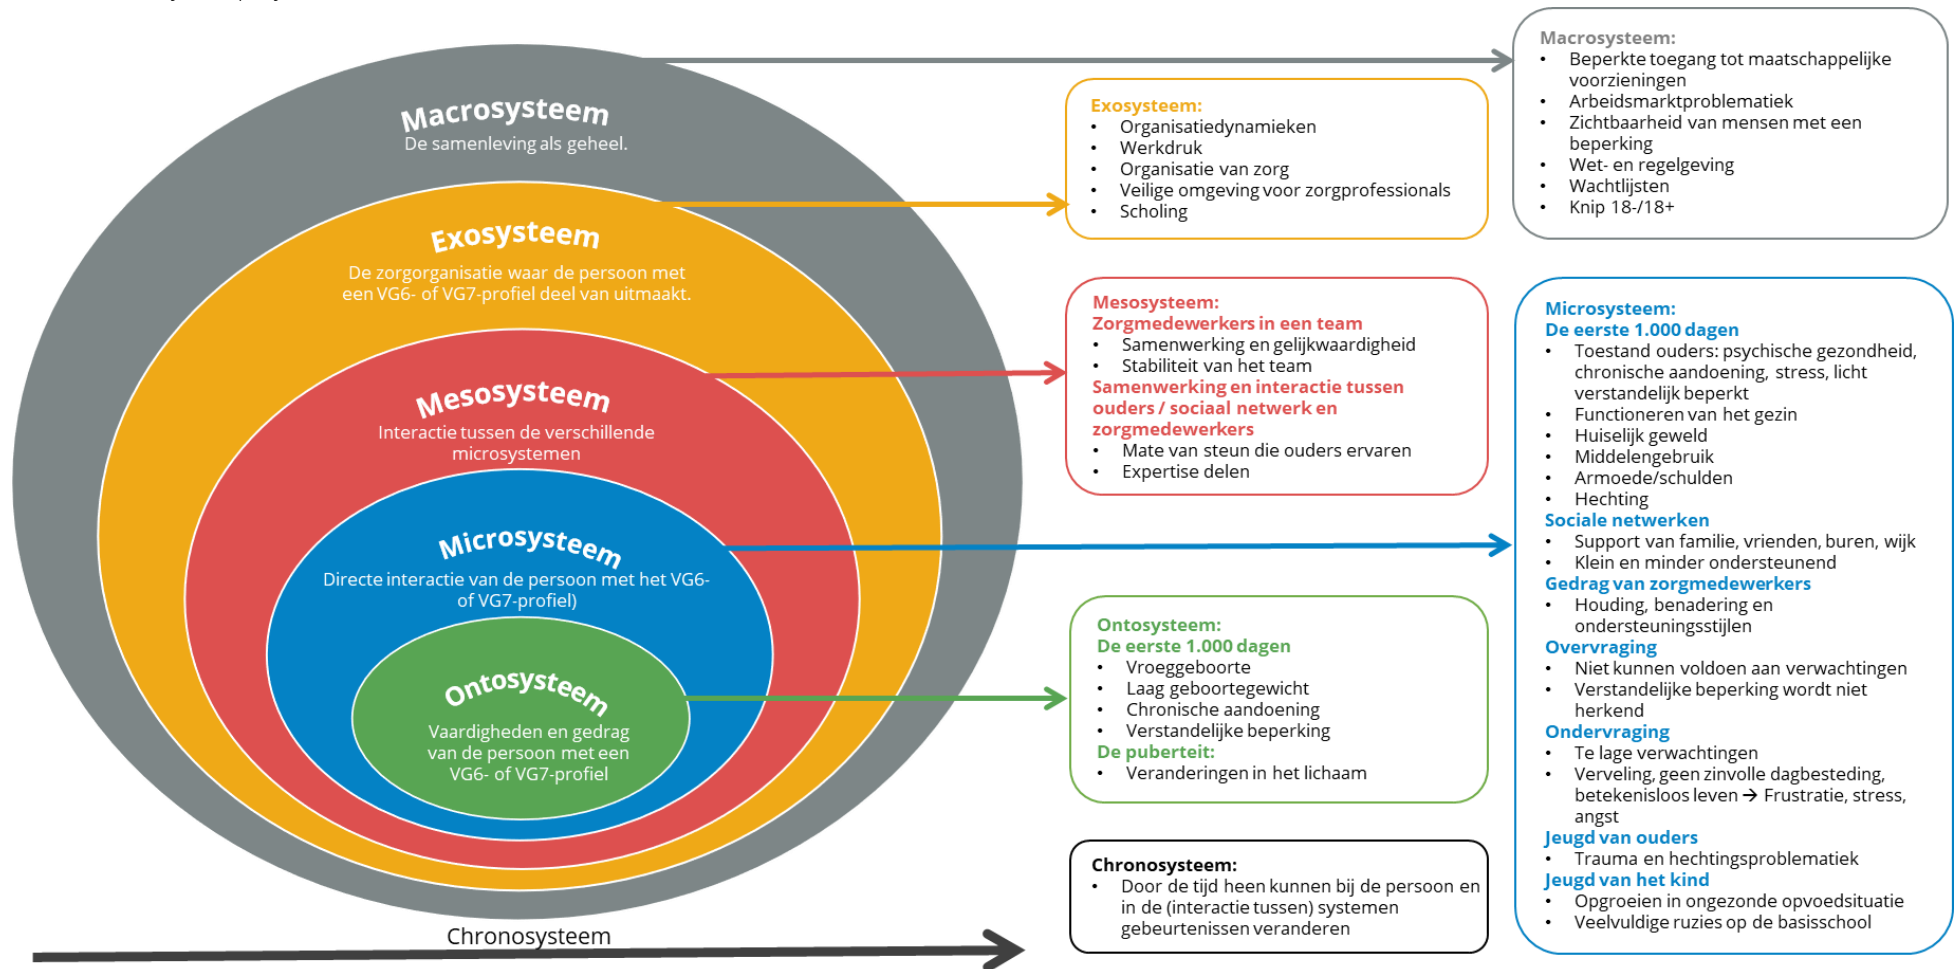 Macrosysteem
De samenleving als geheel.
Exosysteem
De zorgorganisatie waar de persoon met
een VG6- of VG7-profiel deel van uitmaakt.
Mesosysteem
Interactie tussen de verschillende
microsystemen
Microsysteem
Directe interactie van de persoon met het VG6-
of VG7-profiel)
Ontosysteem
Vaardigheden en gedrag
van de persoon met een
VG6- of VG7-profiel
Chronosysteem
Exosysteem:
• Organisatiedynamieken
• Werkdruk
• Organisatie van zorg
• Veilige omgeving voor zorgprofessionals
• Scholing
Mesosysteem:
Zorgmedewerkers in een team
• Samenwerking en gelijkwaardigheid
• Stabiliteit van het team
Samenwerking en interactie tussen
ouders / sociaal netwerk en
zorgmedewerkers
• Mate van steun die ouders ervaren
• Expertise delen
Ontosysteem:
De eerste 1.000 dagen
• Vroeggeboorte
• Laag geboortegewicht
• Chronische aandoening
• Verstandelijke beperking
De puberteit:
• Veranderingen in het lichaam
Chronosysteem:
• Door de tijd heen kunnen bij de persoon en
in de (interactie tussen) systemen
gebeurtenissen veranderen
Macrosysteem:
• Beperkte toegang tot maatschappelijke
voorzieningen
• Arbeidsmarktproblematiek
• Zichtbaarheid van mensen met een
beperking
• Wet- en regelgeving
• Wachtlijsten
• Knip 18-/18+
Microsysteem:
De eerste 1.000 dagen
• Toestand ouders: psychische gezondheid,
chronische aandoening, stress, licht
verstandelijk beperkt
• Functioneren van het gezin
• Huiselijk geweld
• Middelengebruik
• Armoede/schulden
• Hechting
Sociale netwerken
• Support van familie, vrienden, buren, wijk
• Klein en minder ondersteunend
Gedrag van zorgmedewerkers
• Houding, benadering en
ondersteuningsstijlen
Overvraging
• Niet kunnen voldoen aan verwachtingen
• Verstandelijke beperking wordt niet
herkend
Ondervraging
• Te lage verwachtingen
• Verveling, geen zinvolle dagbesteding,
betekenisloos leven → Frustratie, stress,
angst
Jeugd van ouders
• Trauma en hechtingsproblematiek
Jeugd van het kind
• Opgroeien in ongezonde opvoedsituatie
• Veelvuldige ruzies op de basisschool